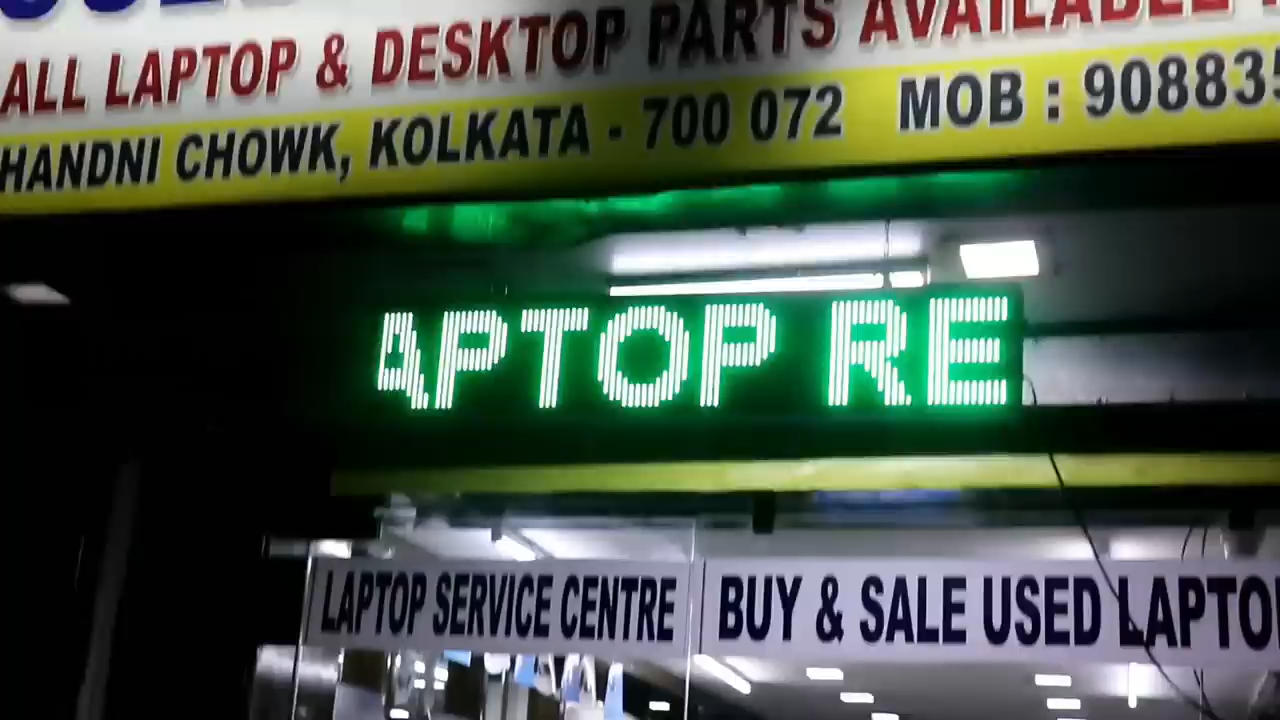 ALL LAPTOP & DESKTOP PARTS AVAILABLE
HANDNI CHOWK, KOLKATA - 700 072 MOB : 90883
APTOP RE
LAPTOP SERVICE CENTRE
BUY & SALE USED LAPTO